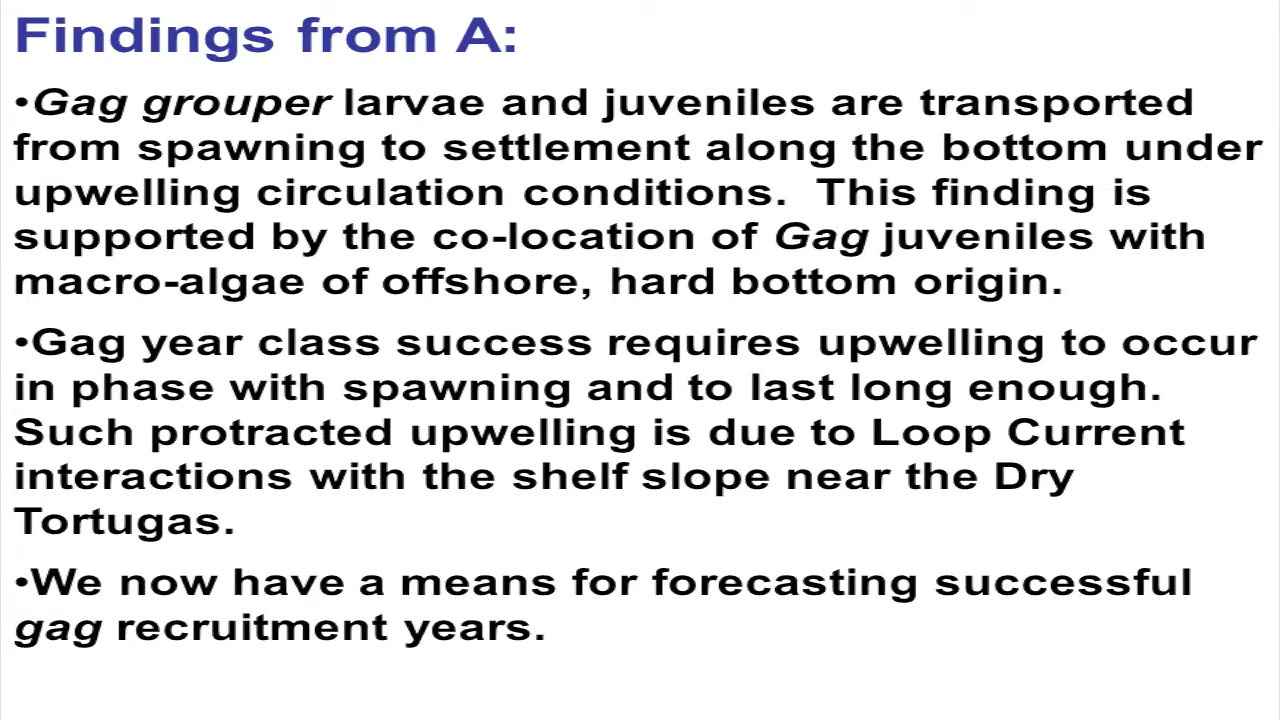 Findings from A:
•Gag grouper larvae and juveniles are transported
from spawning to settlement along the bottom under
upwelling circulation conditions.  This finding is
supported by the co-location of Gag juveniles with
macro-algae of offshore, hard bottom origin.
•Gag year class success requires upwelling to occur
in phase with spawning and to last long enough.
Such protracted upwelling is due to Loop Current
interactions with the shelf slope near the Dry
Tortugas.
•We now have a means for forecasting successful
gag recruitment years.